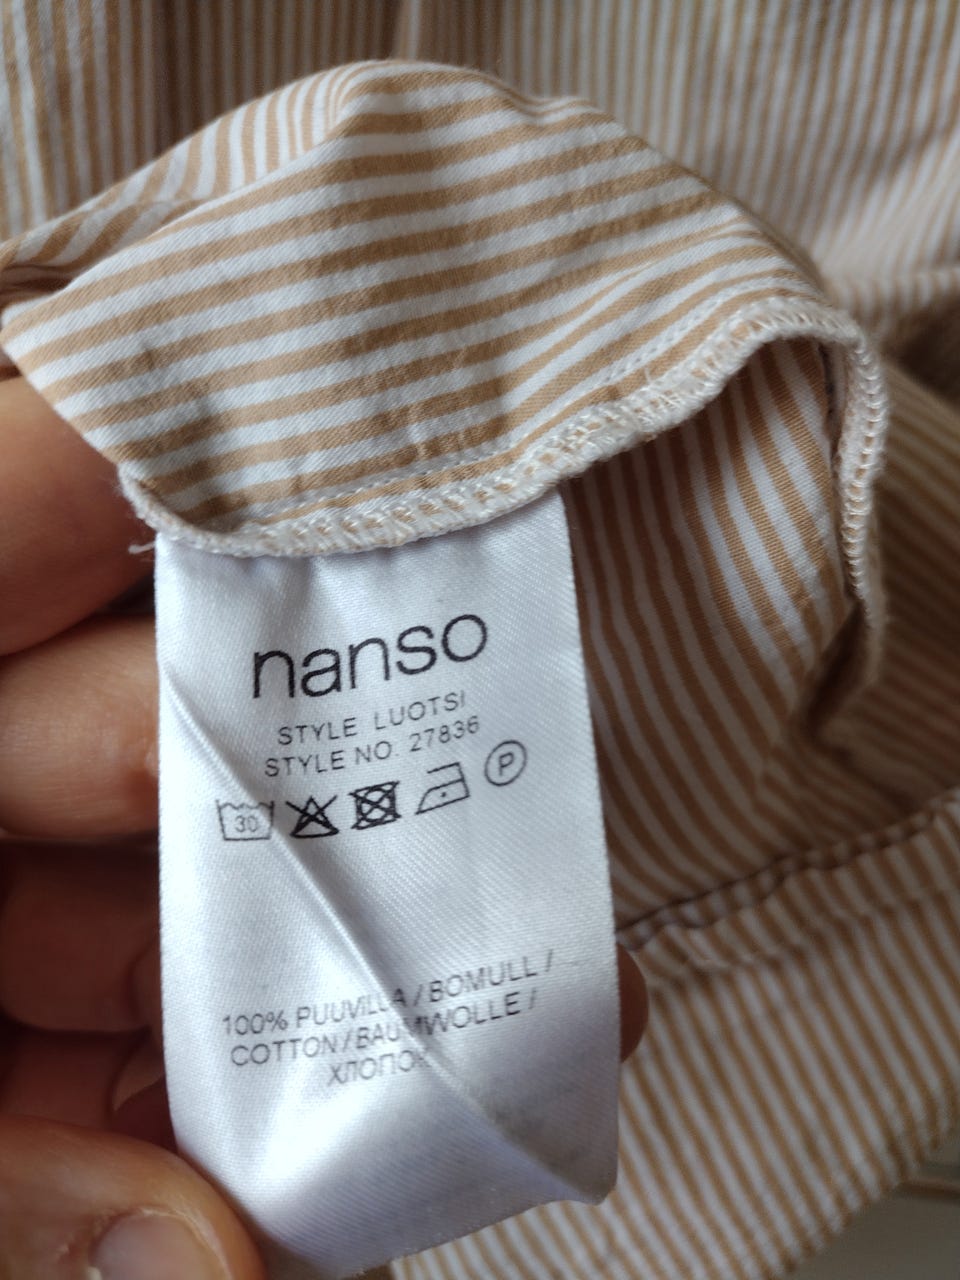 nanso
STYLE LUOTSI
STYLE NO. 27836
30 P
100% PUUVILLA / BOMULL /
COTTON / BAUMWOLLE /
ХЛОПОК